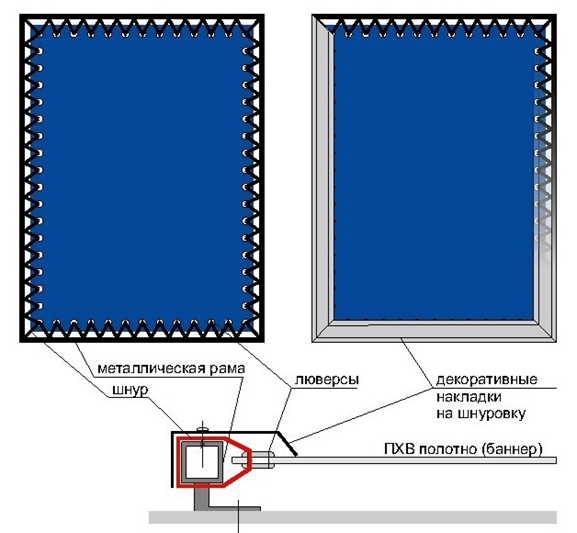 металлическая рама
шнур
люверсы
декоративные
накладки
на шнуровку
ПХВ полотно (баннер)